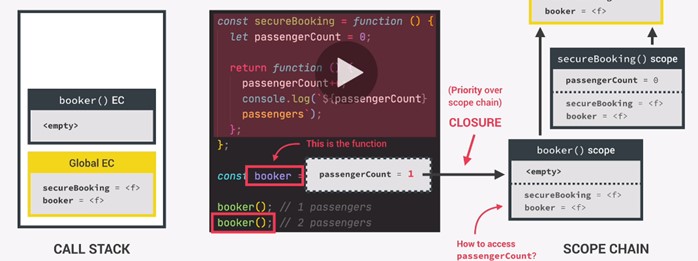 booker() EC
<empty>
Global EC
secureBooking = <f>
booker = <f>
CALL STACK
const secureBooking = function () {
let passengerCount = 0;
return function () {
passengerCount++;
console.log(`${passengerCount}
passengers`);
};
};
This is the function
const booker =
passengerCount = 1
booker(); // 1 passengers
booker(); // 2 passengers
(Priority over
scope chain)
CLOSURE
booker = <f>
secureBooking() scope
passengerCount = 0
secureBooking = <f>
booker = <f>
booker() scope
<empty>
secureBooking = <f>
booker = <f>
How to access
passengerCount?
SCOPE CHAIN